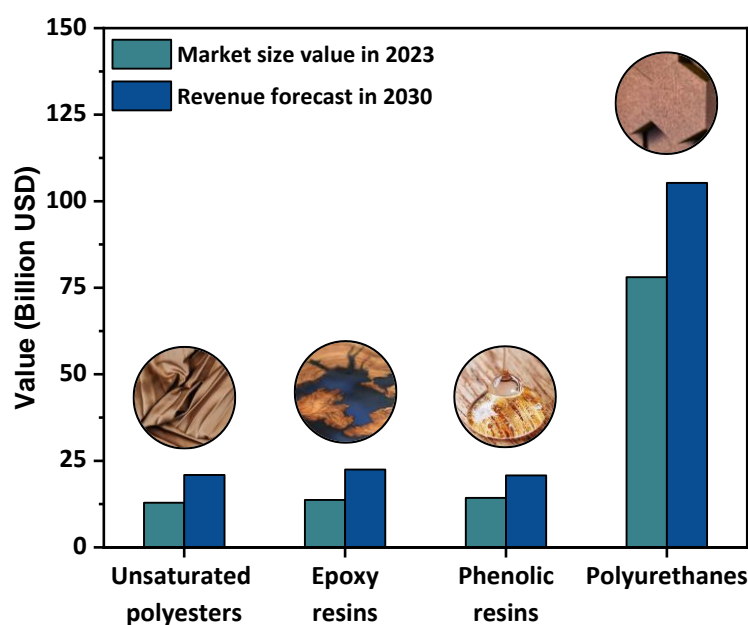 Value (Billion USD)
150
125
100
75
50
25
0
Market size value in 2023
Revenue forecast in 2030
Unsaturated
polyesters
Epoxy
resins
Phenolic
resins
Polyurethanes